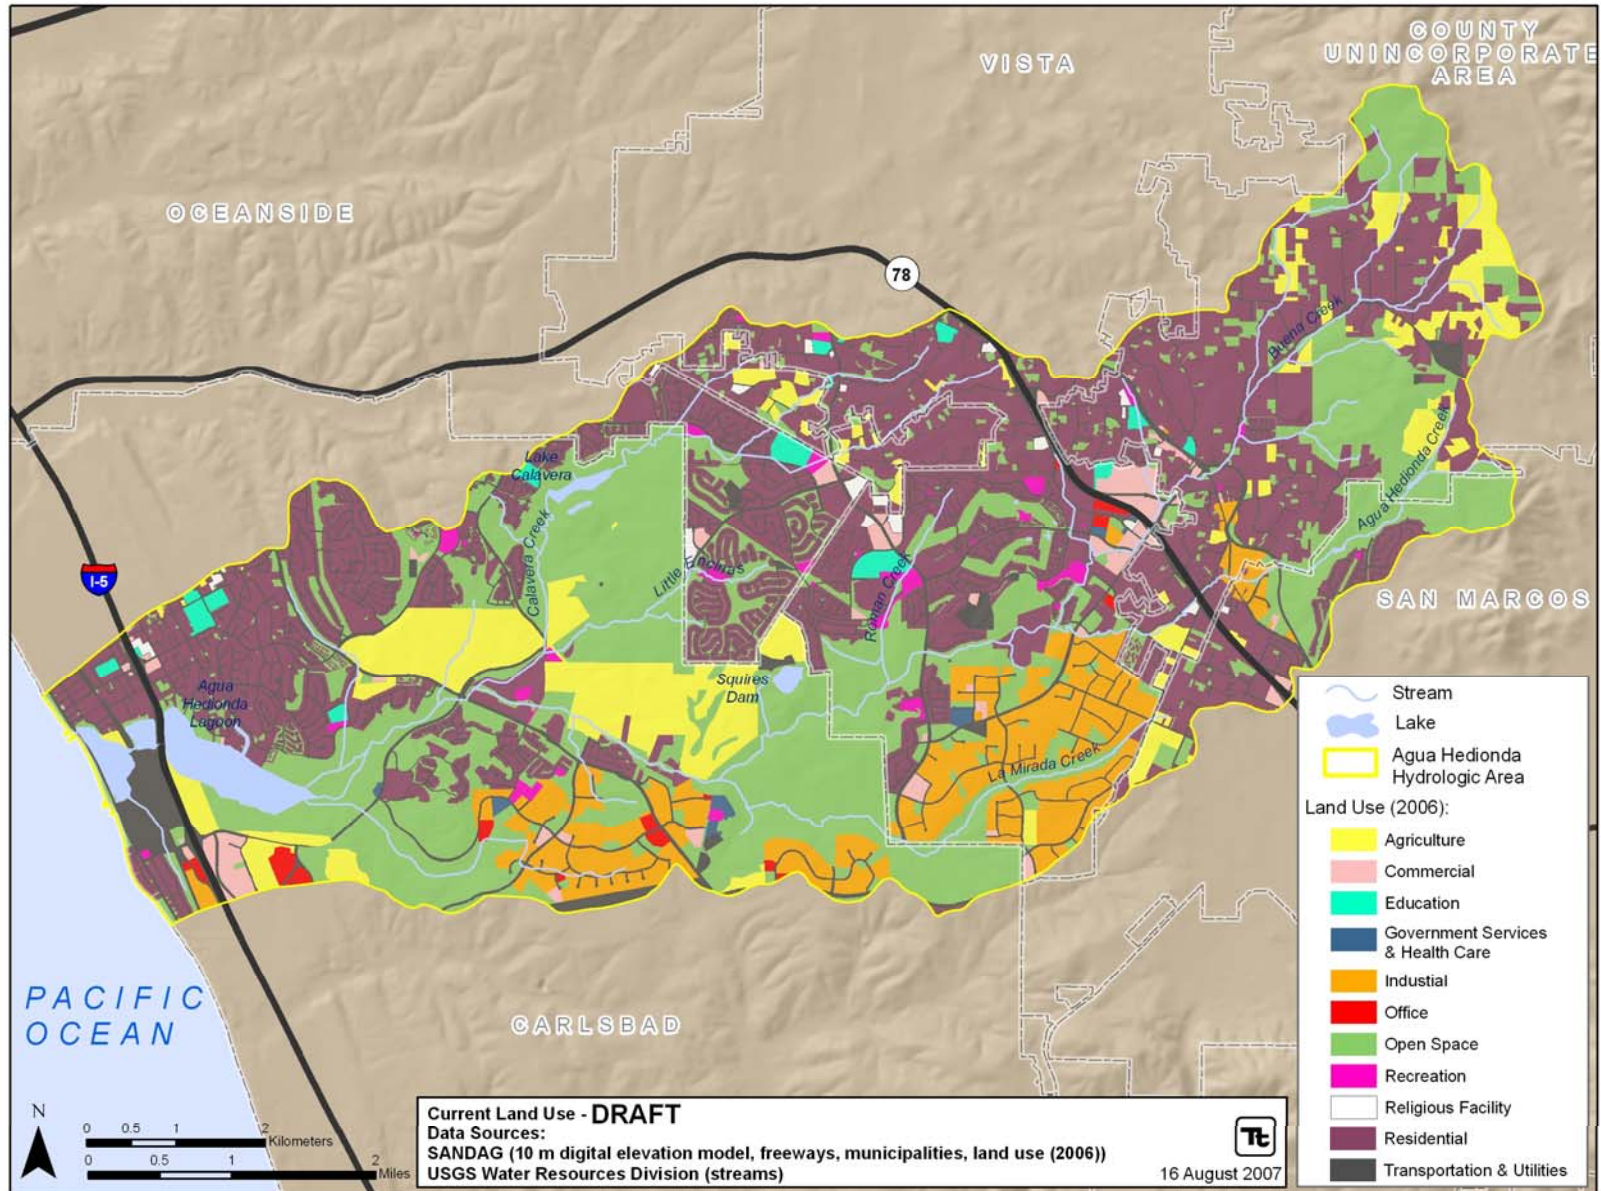 COUNTY
UNINCORPORATE
AREA
VISTA
OCEANSIDE
78
Buena Creek
Agua Hedionda Creek
Lake
Calavera
Calavera Creek
Little Encinas
Roman Creek
I-5
SAN MARCOS
Squires
Dam
Agua
Hedionda
Lagoon
La Mirada Creek
PACIFIC
OCEAN
CARLSBAD
Stream
Lake
Agua Hedionda
Hydrologic Area
Land Use (2006):
Agriculture
Commercial
Education
Government Services
& Health Care
Industial
Office
Open Space
Recreation
Religious Facility
Residential
Transportation & Utilities
N
0 0.5 1 2
Kilometers
0 0.5 1 2
Miles
Current Land Use - DRAFT
Data Sources:
SANDAG (10 m digital elevation model, freeways, municipalities, land use (2006))
USGS Water Resources Division (streams)
Tt
16 August 2007